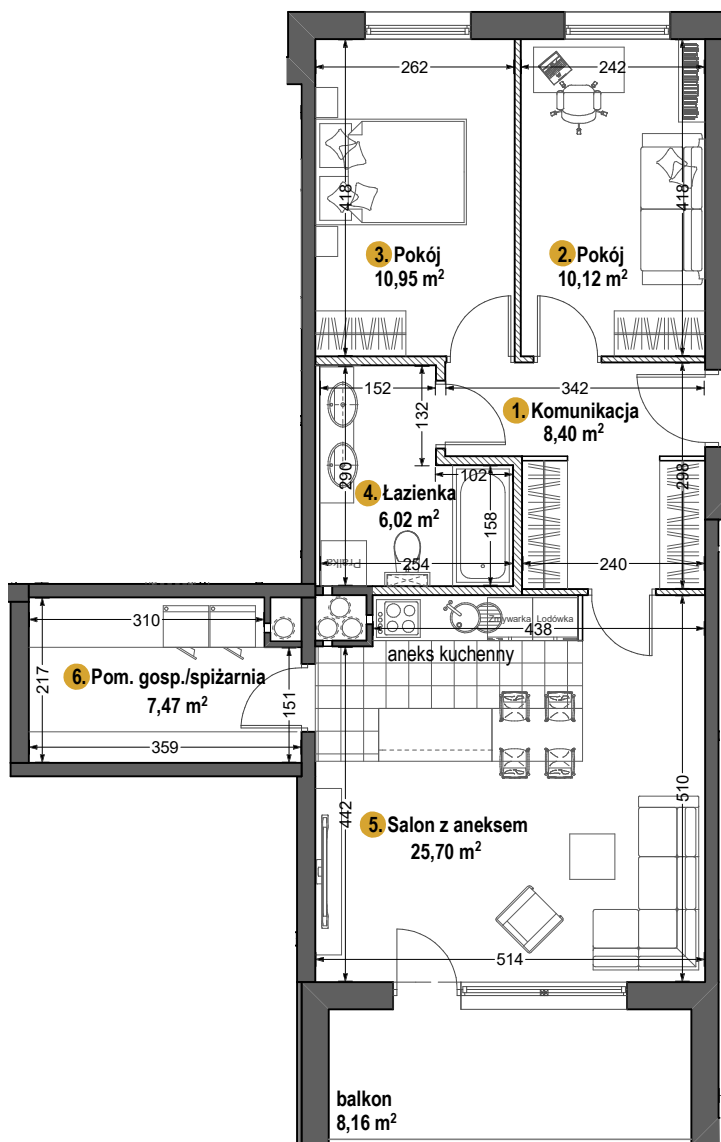 262
242
418
418
3. Pokój
10,95 m²
2. Pokój
10,12 m²
152
342
132
1. Komunikacja
8,40 m²
290
102
298
4. Łazienka
6,02 m²
158
Pralka
254
240
310
Zmywarka
Lodówka
438
aneks kuchenny
217
6. Pom. gosp./spiżarnia
7,47 m²
151
359
442
510
5. Salon z aneksem
25,70 m²
514
balkon
8,16 m²